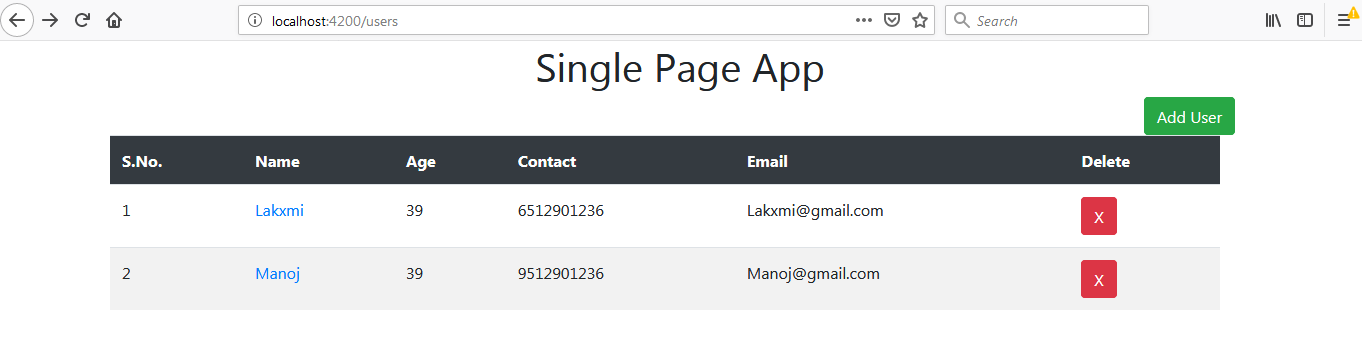 localhost:4200/users
Search
Single Page App
Add User
S.No. Name Age Contact Email Delete
1 Lakxmi 39 6512901236 Lakxmi@gmail.com X
2 Manoj 39 9512901236 Manoj@gmail.com X